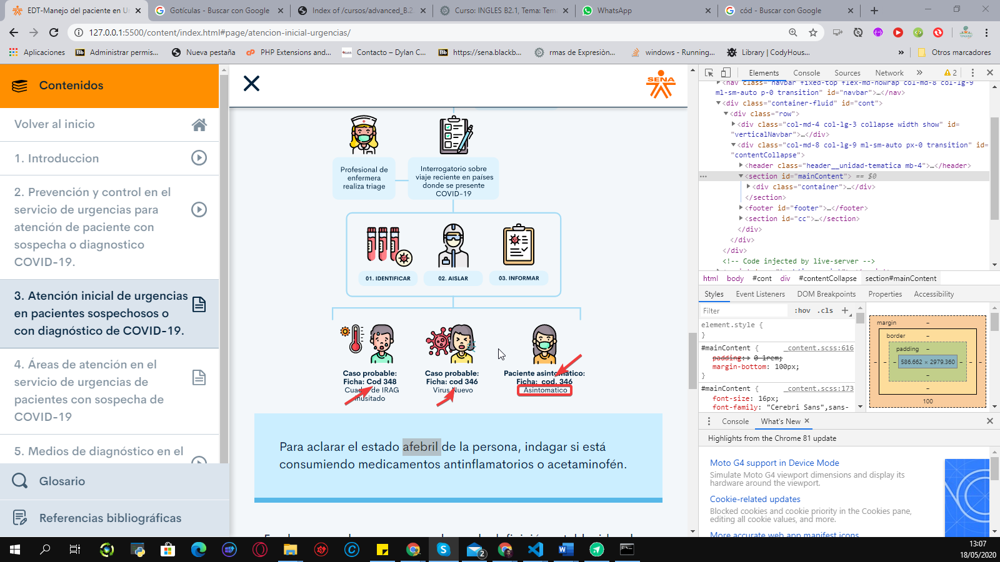 EDT-Manejo del paciente en Ur
Gotículas - Buscar con Google
Index of /cursos/advanced_B.2
Curso: INGLES B2.1, Tema: Tem
WhatsApp
cód - Buscar con Google
127.0.0.1:5500/content/index.html#page/atencion-inicial-urgencias/
Aplicaciones
Administrar permis...
Nueva pestaña
PHP Extensions and...
Contacto – Dylan C...
https://sena.blackb...
rmas de Expresiòn...
windows - Running...
Library | CodyHous...
»
Otros marcadores
Contenidos
Volver al inicio
1. Introduccion
2. Prevención y control en el
servicio de urgencias para
atención de paciente con
sospecha o diagnostico
COVID-19.
3. Atención inicial de urgencias
en pacientes sospechosos o
con diagnóstico de COVID-19.
4. Áreas de atención en el
servicio de urgencias de
pacientes con sospecha de
COVID-19
5. Medios de diagnóstico en el
Glosario
Referencias bibliográficas
SENA
Profesional de
enfermera
realiza triage
Interrogatorio sobre
viaje reciente en países
donde se presente
COVID-19
01. IDENTIFICAR
02. AISLAR
03. INFORMAR
Caso probable:
Ficha: Cod 348
Cuadro de IRAG
inusitado
Caso probable:
Ficha: cod 346
Virus Nuevo
Paciente asintomático:
Ficha: cod. 346
Asintomatico
Para aclarar el estado afebril de la persona, indagar si está
consumiendo medicamentos antinflamatorios o acetaminofén.
Elements
Console
Sources
Network
»
2
<nav class="navbar fixed-top flex-md-nowrap col-md-8 col-lg-9
ml-sm-auto p-0 transition" id="navbar">…</nav>
<div class="container-fluid" id="cont">
<div class="row">
<div class="col-md-4 col-lg-3 collapse width show" id=
"verticalNavbar">…</div>
<div class="col-md-8 col-lg-9 ml-sm-auto px-0 transition" id=
"contentCollapse">
<header class="header__unidad-tematica mb-4">…</header>
<section id="mainContent"> == $0
<div class="container">…</div>
</section>
<footer id="footer">…</footer>
<section id="cc">…</section>
</div>
</div>
</div>
<!-- Code injected by live-server -->
html body #cont div #contentCollapse section#mainContent
Styles
Event Listeners
DOM Breakpoints
Properties
Accessibility
Filter
:hov .cls +
element.style {
}
#mainContent { _content.scss:616
padding: 0 1rem;
margin-bottom: 100px;
}
#mainContent { _content.scss:173
font-size: 16px;
font-family: "Cerebri Sans",sans-
margin –
border –
padding –
586.662 × 2979.360
100
Console
What's New
Highlights from the Chrome 81 update
Moto G4 support in Device Mode
Simulate Moto G4 viewport dimensions and display its
hardware around the viewport.
Cookie-related updates
Blocked cookies and cookie priority in the Cookies pane,
editing all cookie values, and more.
More accurate web app manifest icons
2
13:07
18/05/2020